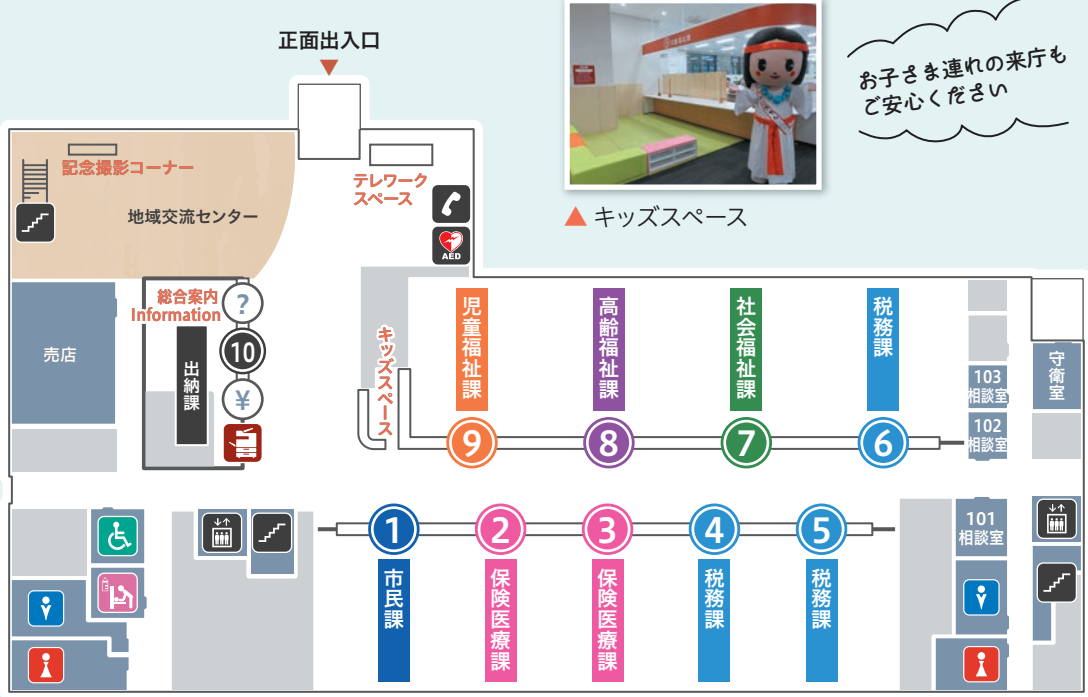 正面出入口
お子さま連れの来庁も
ご安心ください
▲ キッズスペース
記念撮影コーナー
地域交流センター
テレワーク
スペース
AED
総合案内
Information
?
10
¥
出納課
売店
キッズスペース
児童福祉課
9
高齢福祉課
8
社会福祉課
7
税務課
6
103
相談室
102
相談室
守衛室
1
市民課
2
保険医療課
3
保険医療課
4
税務課
5
税務課
101
相談室